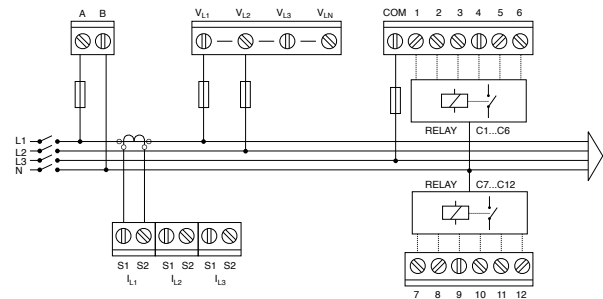 A B
VL1 VL2 VL3 VLN
COM 1 2 3 4 5 6
RELAY C1...C6
L1
L2
L3
N
RELAY C7...C12
S1 S2 S1 S2 S1 S2
IL1 IL2 IL3
7 8 9 10 11 12